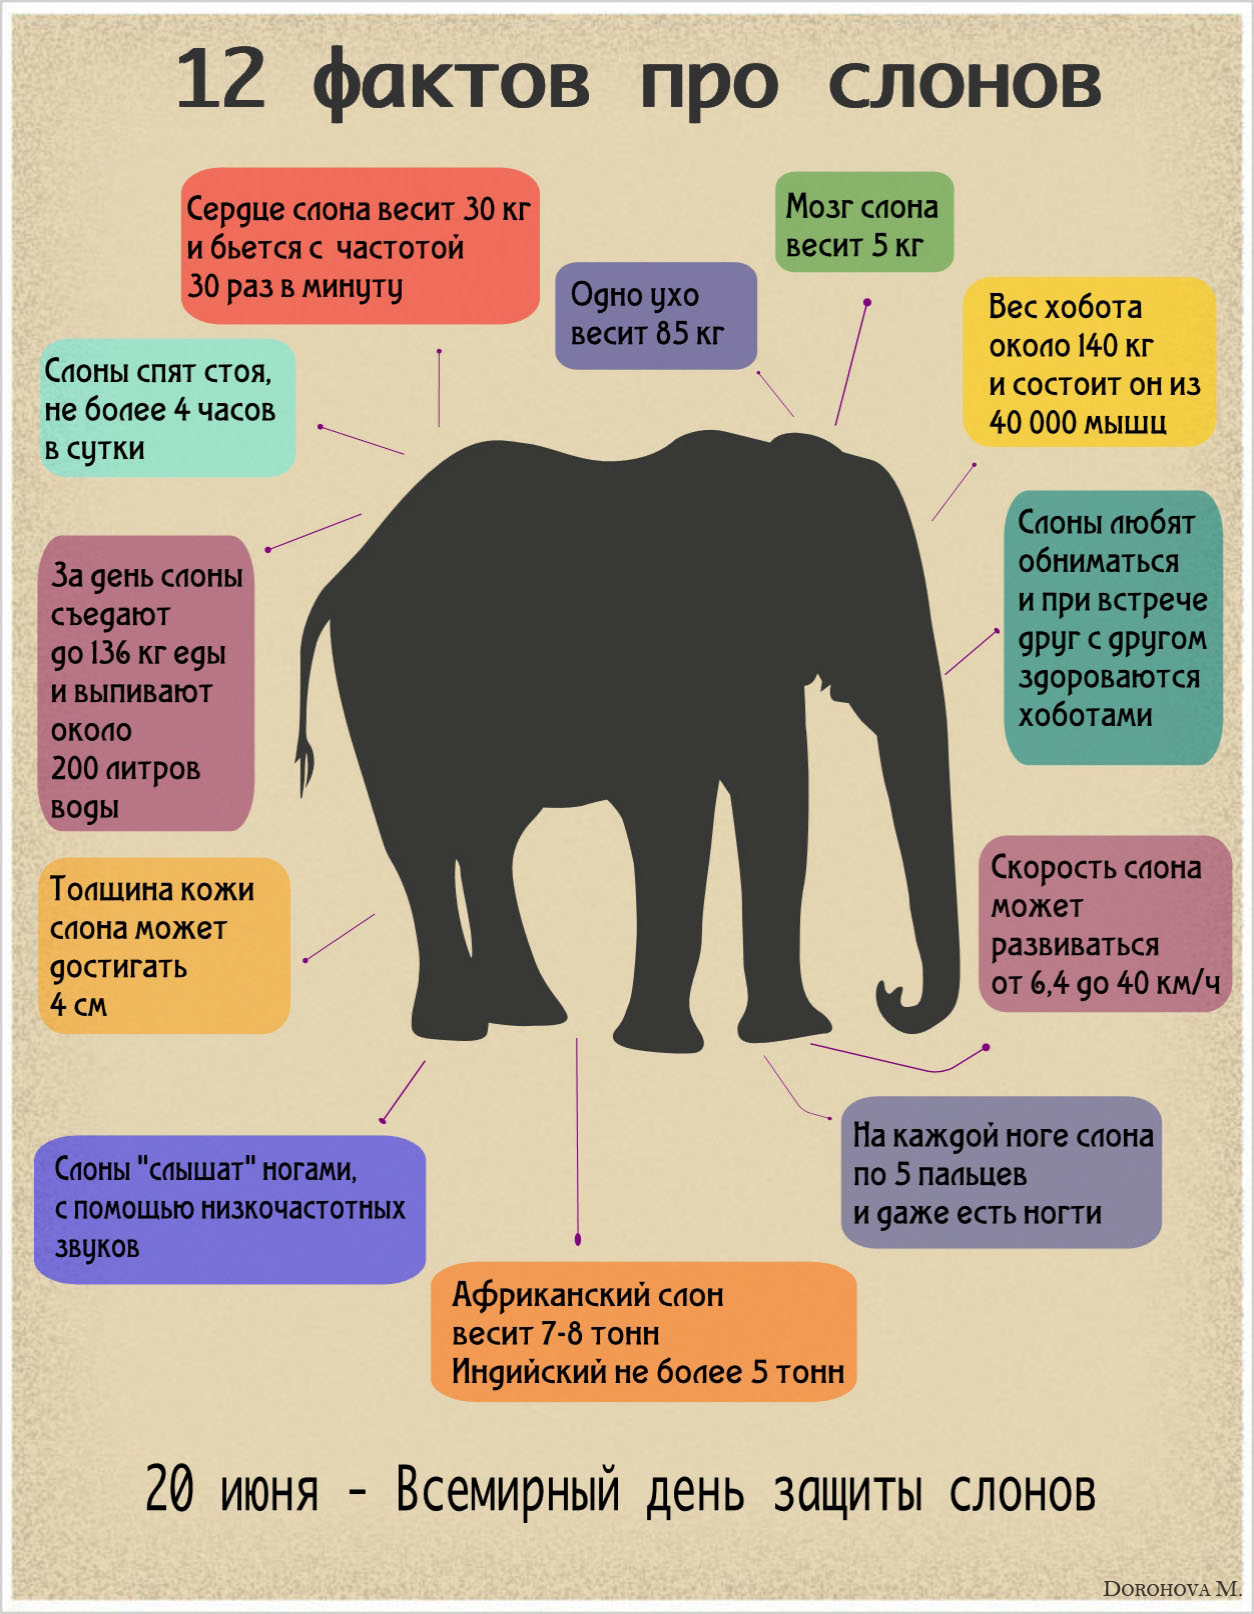 12 фактов про слонов
Сердце слона весит 30 кг
и бьется с частотой
30 раз в минуту
Одно ухо
весит 85 кг
Мозг слона
весит 5 кг
Вес хобота
около 140 кг
и состоит он из
40 000 мышц
Слоны спят стоя,
не более 4 часов
в сутки
Слоны любят
обниматься
и при встрече
друг с другом
здороваются
хоботами
За день слоны
съедают
до 136 кг еды
и выпивают
около
200 литров
воды
Толщина кожи
слона может
достигать
4 см
Скорость слона
может
развиваться
от 6,4 до 40 км/ч
На каждой ноге слона
по 5 пальцев
и даже есть ногти
Слоны "слышат" ногами,
с помощью низкочастотных
звуков
Африканский слон
весит 7-8 тонн
Индийский не более 5 тонн
20 июня - Всемирный день защиты слонов
Dorohova M.